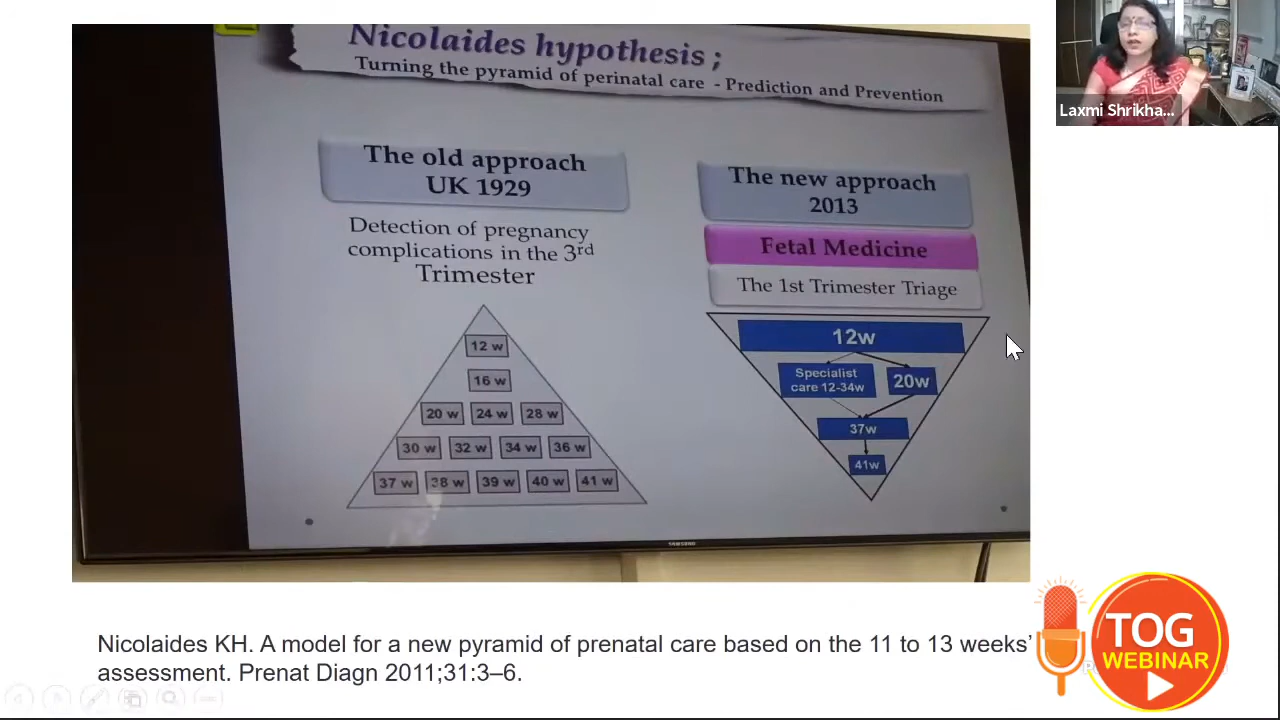 Nicolaides hypothesis ;
Turning the pyramid of perinatal care - Prediction and Prevention
Laxmi Shrikha...
The old approach
UK 1929
Detection of pregnancy
complications in the 3rd
Trimester
12 w
16 w
20 w 24 w 28 w
30 w 32 w 34 w 36 w
37 w 38 w 39 w 40 w 41 w
The new approach
2013
Fetal Medicine
The 1st Trimester Triage
12w
Specialist
care 12-34w
20w
37w
41w
SAMSUNG
Nicolaides KH. A model for a new pyramid of prenatal care based on the 11 to 13 weeks’
assessment. Prenat Diagn 2011;31:3–6.
TOG
WEBINAR